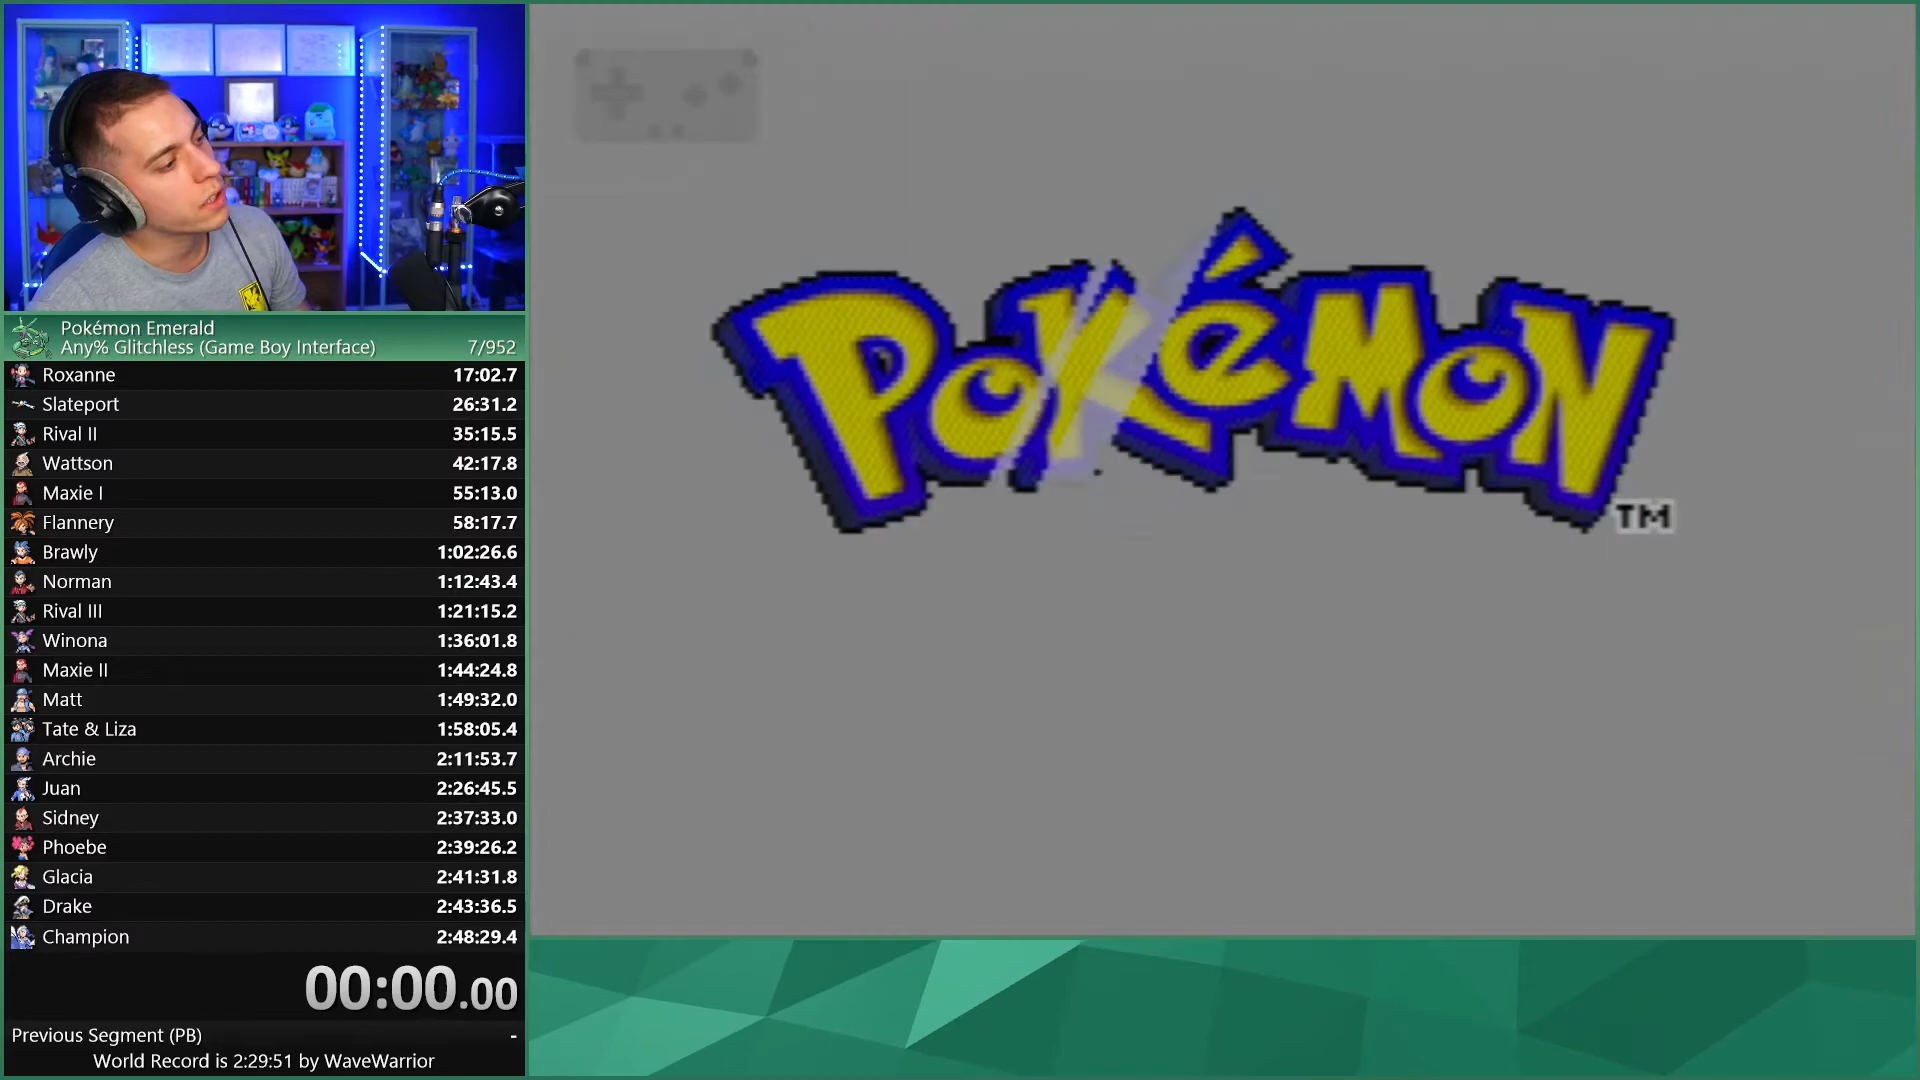 Pokémon Emerald
Any% Glitchless (Game Boy Interface) 7/952
Roxanne 17:02.7
Slateport 26:31.2
Rival II 35:15.5
Wattson 42:17.8
Maxie I 55:13.0
Flannery 58:17.7
Brawly 1:02:26.6
Norman 1:12:43.4
Rival III 1:21:15.2
Winona 1:36:01.8
Maxie II 1:44:24.8
Matt 1:49:32.0
Tate & Liza 1:58:05.4
Archie 2:11:53.7
Juan 2:26:45.5
Sidney 2:37:33.0
Phoebe 2:39:26.2
Glacia 2:41:31.8
Drake 2:43:36.5
Champion 2:48:29.4
00:00.00
Previous Segment (PB) -
World Record is 2:29:51 by WaveWarrior
POKéMON
TM